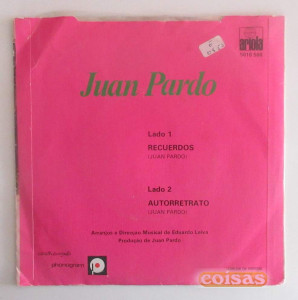 ariola
Juan Pardo
Lado 1
RECUERDOS
(JUAN PARDO)
Lado 2
AUTORRETRATO
(JUAN PARDO)
Arranjos e Direcção Musical de Eduardo Leiva
Produção de Juan Pardo
phonogram
coisas